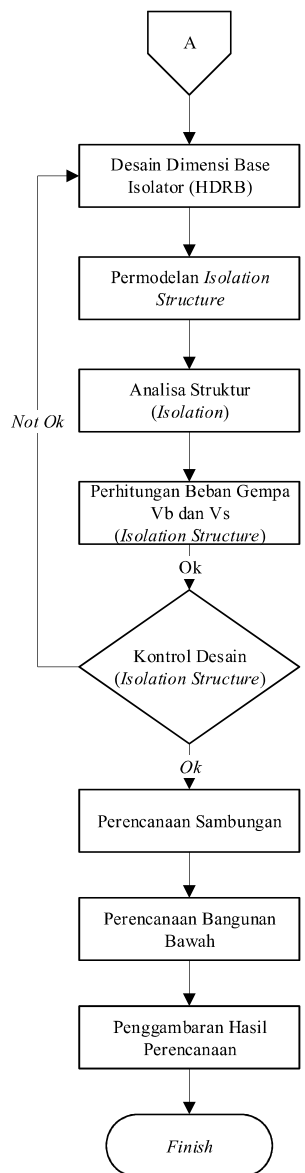 A
Desain Dimensi Base
Isolator (HDRB)
Permodelan Isolation
Structure
Analisa Struktur
(Isolation)
Not Ok
Perhitungan Beban Gempa
Vb dan Vs
(Isolation Structure)
Ok
Kontrol Desain
(Isolation Structure)
Ok
Perencanaan Sambungan
Perencanaan Bangunan
Bawah
Penggambaran Hasil
Perencanaan
Finish